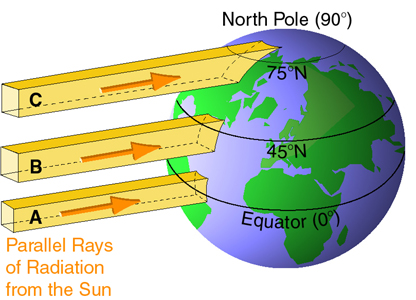 North Pole (90°)
75°N
C
45°N
B
Equator (0°)
A
Parallel Rays
of Radiation
from the Sun